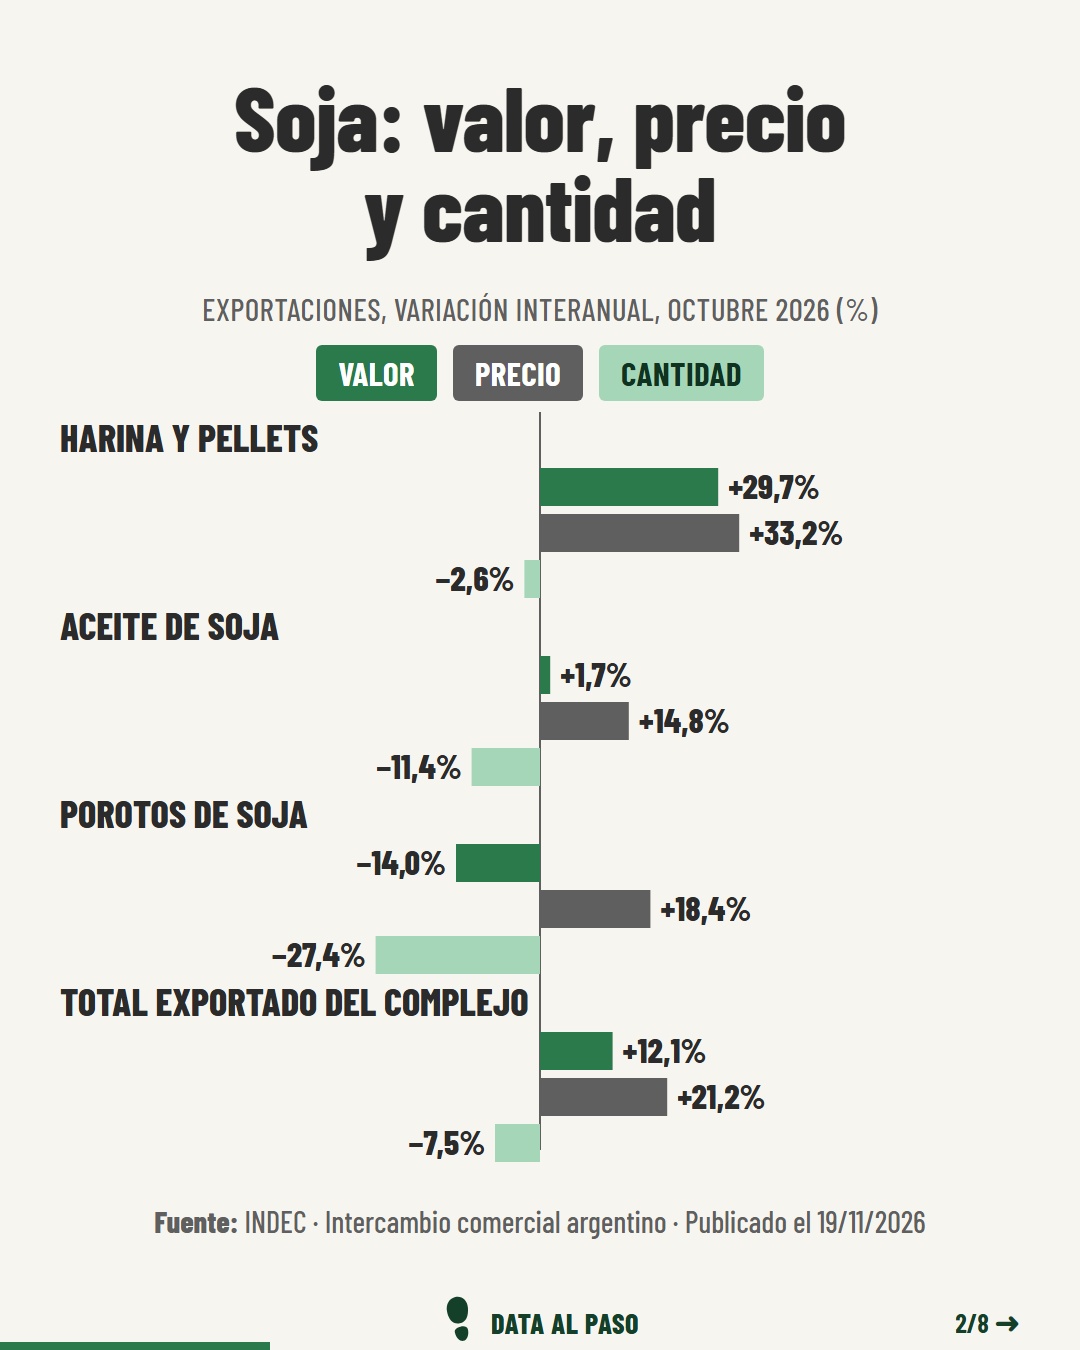 Soja: valor, precio
y cantidad
EXPORTACIONES, VARIACIÓN INTERANUAL, OCTUBRE 2026 (%)
VALOR PRECIO CANTIDAD
HARINA Y PELLETS
+29,7%
+33,2%
−2,6%
ACEITE DE SOJA
+1,7%
+14,8%
−11,4%
POROTOS DE SOJA
−14,0%
+18,4%
−27,4%
TOTAL EXPORTADO DEL COMPLEJO
+12,1%
+21,2%
−7,5%
Fuente: INDEC · Intercambio comercial argentino · Publicado el 19/11/2026
DATA AL PASO
2/8 →